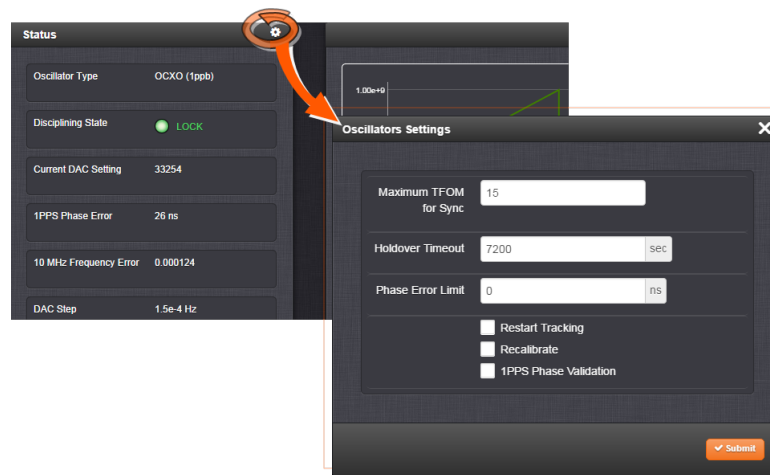 Status
Oscillator Type OCXO (1ppb)
Disciplining State LOCK
Current DAC Setting 33254
1PPS Phase Error 26 ns
10 MHz Frequency Error 0.000124
DAC Step 1.5e-4 Hz
1.00e+9
Oscillators Settings
Maximum TFOM 15
for Sync
Holdover Timeout 7200 sec
Phase Error Limit 0 ns
Restart Tracking
Recalibrate
1PPS Phase Validation
Submit